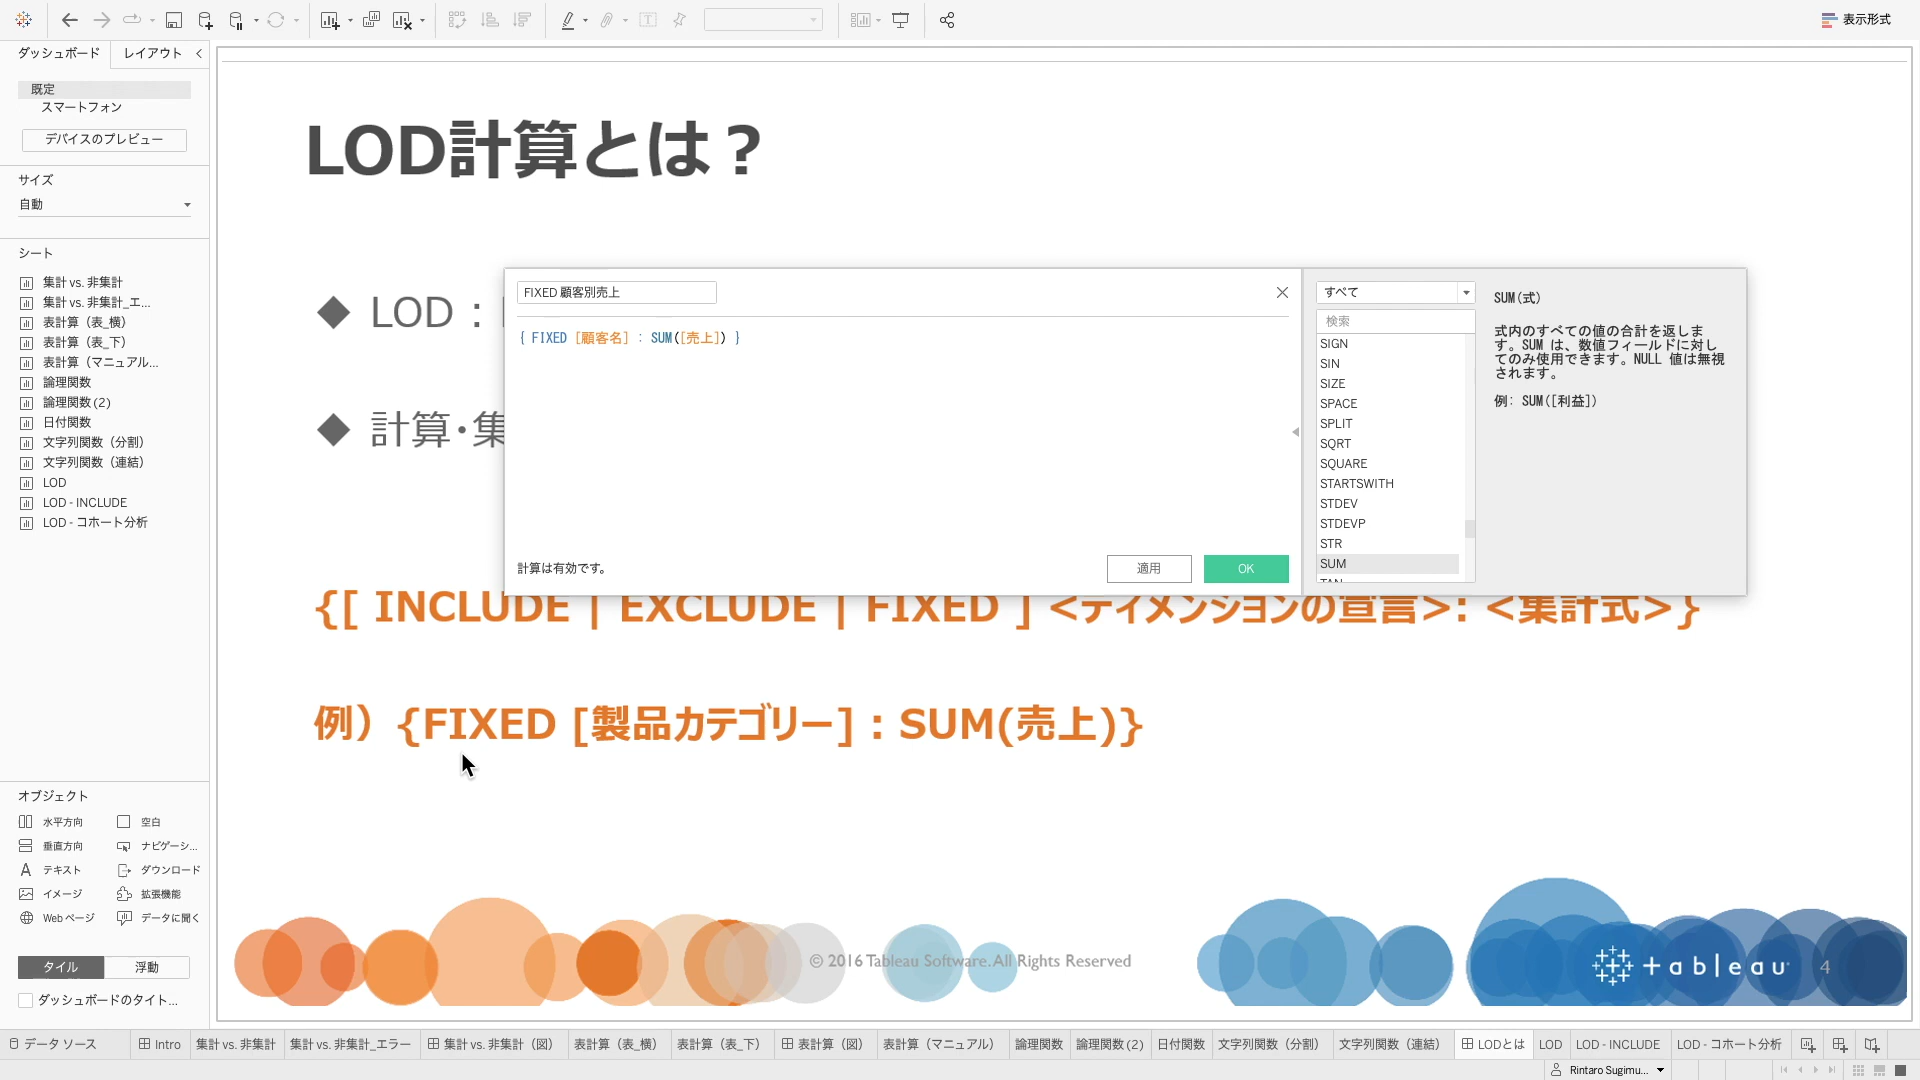 表示形式
ダッシュボード
レイアウト
既定
スマートフォン
デバイスのプレビュー
サイズ
自動
シート
集計 vs. 非集計
集計 vs. 非集計_エ...
表計算（表_横）
表計算（表_下）
表計算（マニュアル...
論理関数
論理関数 (2)
日付関数
文字列関数（分割）
文字列関数（連結）
LOD
LOD - INCLUDE
LOD - コホート分析
オブジェクト
水平方向
空白
垂直方向
ナビゲーシ...
テキスト
ダウンロード
イメージ
拡張機能
Web ページ
データに聞く
タイル
浮動
ダッシュボードのタイト...
LOD計算とは？
◆ LOD：
◆ 計算・集
FIXED 顧客別売上
{ FIXED [顧客名] : SUM([売上]) }
計算は有効です。
適用
OK
すべて
検索
SIGN
SIN
SIZE
SPACE
SPLIT
SQRT
SQUARE
STARTSWITH
STDEV
STDEVP
STR
SUM
TAN
SUM(式)
式内のすべての値の合計を返しま
す。SUM は、数値フィールドに対し
てのみ使用できます。NULL 値は無視
されます。
例: SUM([利益])
{[ INCLUDE | EXCLUDE | FIXED ] <ディメンションの宣言>: <集計式>}
例）{FIXED [製品カテゴリー] : SUM(売上)}
© 2016 Tableau Software. All Rights Reserved
tableau
4
データ ソース
Intro
集計 vs. 非集計
集計 vs. 非集計_エラー
集計 vs. 非集計（図）
表計算（表_横）
表計算（表_下）
表計算（図）
表計算（マニュアル）
論理関数
論理関数 (2)
日付関数
文字列関数（分割）
文字列関数（連結）
LODとは
LOD
LOD - INCLUDE
LOD - コホート分析
Rintaro Sugimu...